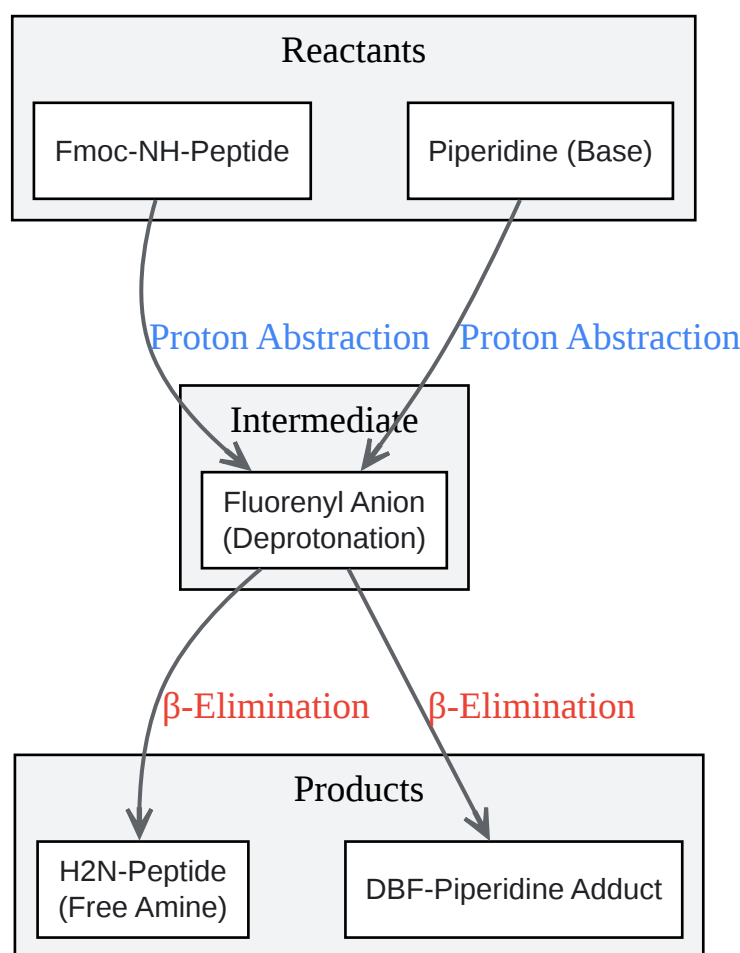 Reactants
Fmoc-NH-Peptide
Piperidine (Base)
Proton Abstraction
Proton Abstraction
Intermediate
Fluorenyl Anion
(Deprotonation)
β-Elimination
β-Elimination
Products
H2N-Peptide
(Free Amine)
DBF-Piperidine Adduct